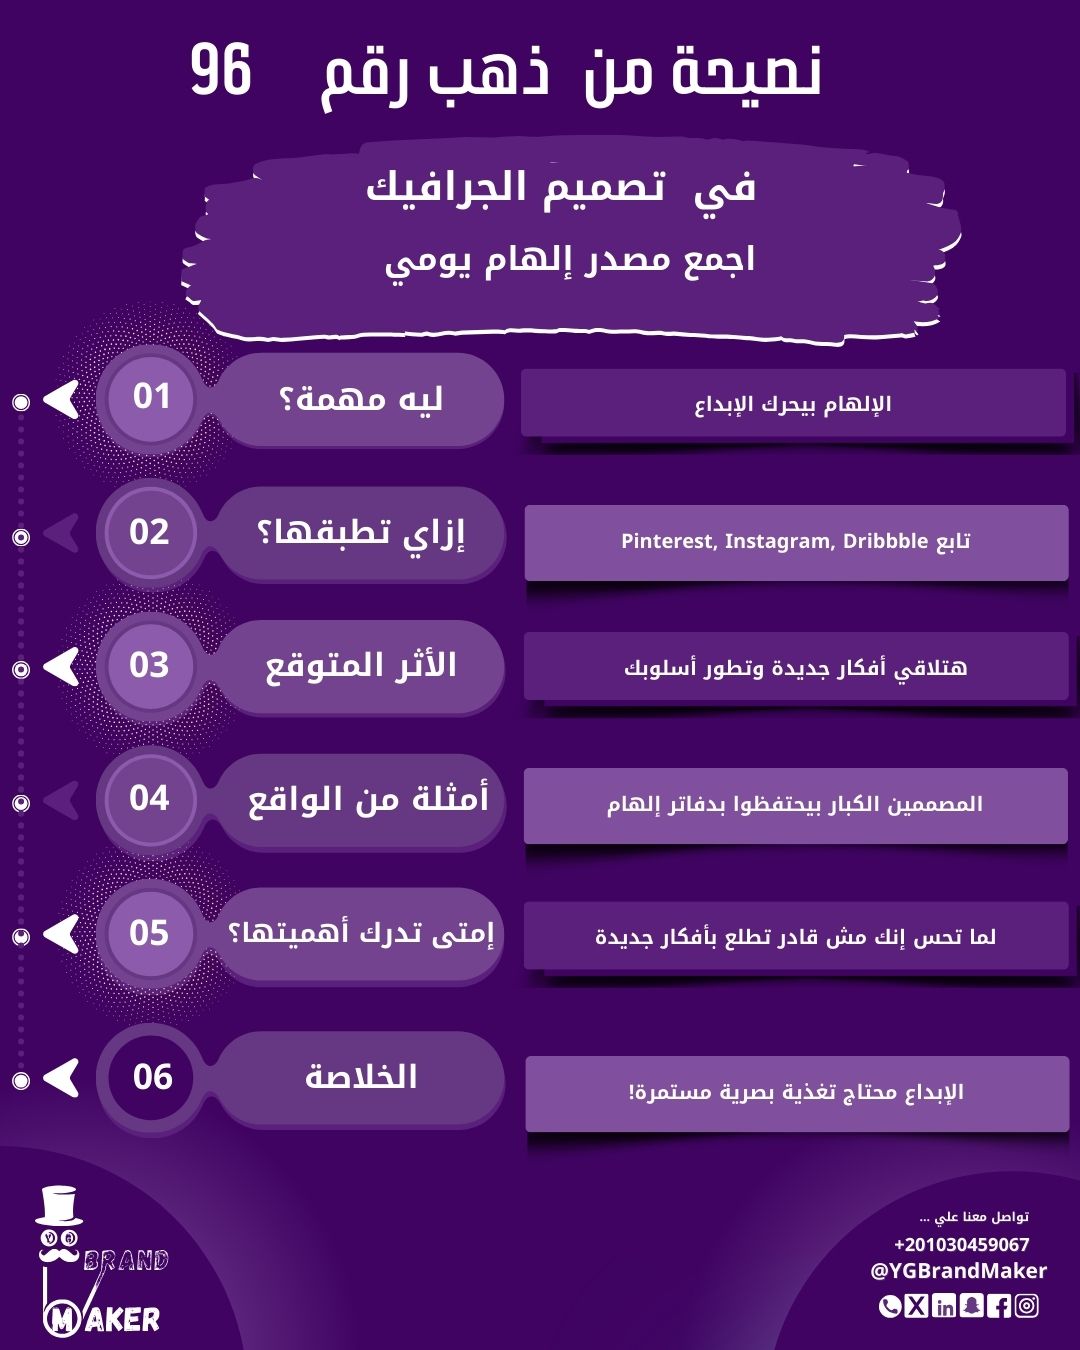 نصيحة من ذهب رقم 96
في تصميم الجرافيك
اجمع مصدر إلهام يومي
01
ليه مهمة؟
الإلهام بيحرك الإبداع
02
إزاي تطبقها؟
تابع Pinterest, Instagram, Dribbble
03
الأثر المتوقع
هتلاقي أفكار جديدة وتطور أسلوبك
04
أمثلة من الواقع
المصممين الكبار بيحتفظوا بدفاتر إلهام
05
إمتى تدرك أهميتها؟
لما تحس إنك مش قادر تطلع بأفكار جديدة
06
الخلاصة
الإبداع محتاج تغذية بصرية مستمرة!
BRAND
MAKER
تواصل معنا علي ...
+201030459067
@YGBrandMaker